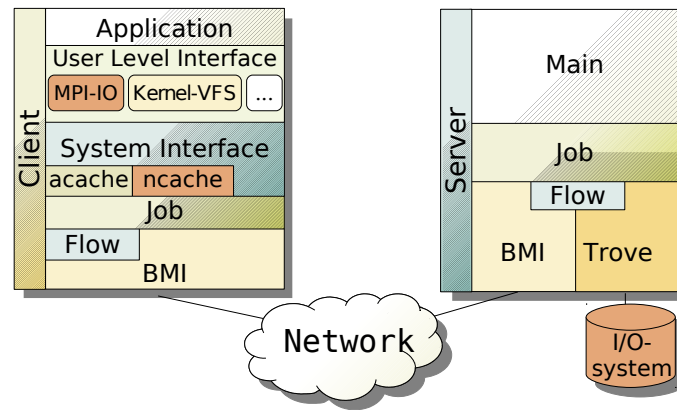 Client
Application
User Level Interface
MPI-IO Kernel-VFS ...
System Interface
acache ncache
Job
Flow
BMI
Server
Main
Job
Flow
BMI Trove
Network
I/O-
system